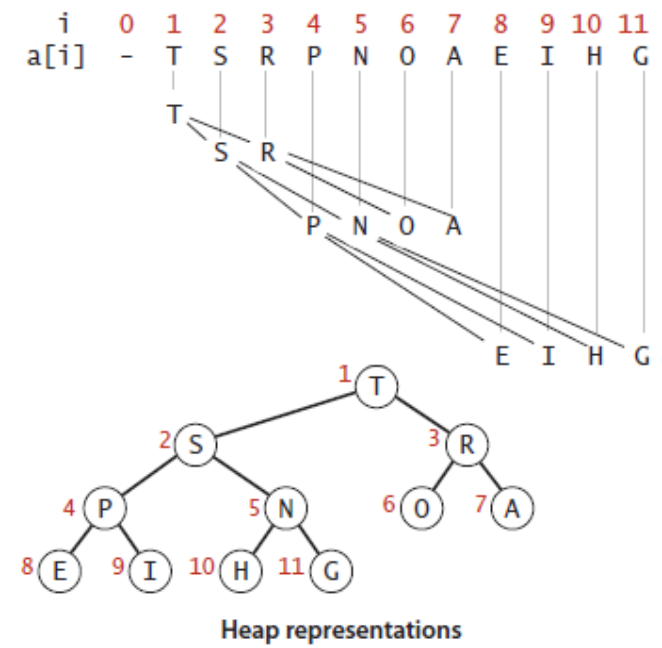 i 0 1 2 3 4 5 6 7 8 9 10 11
a[i] - T S R P N O A E I H G
T
S R
P N O A
E I H G
1 T
2 S 3 R
4 P 5 N 6 O 7 A
8 E 9 I 10 H 11 G
Heap representations